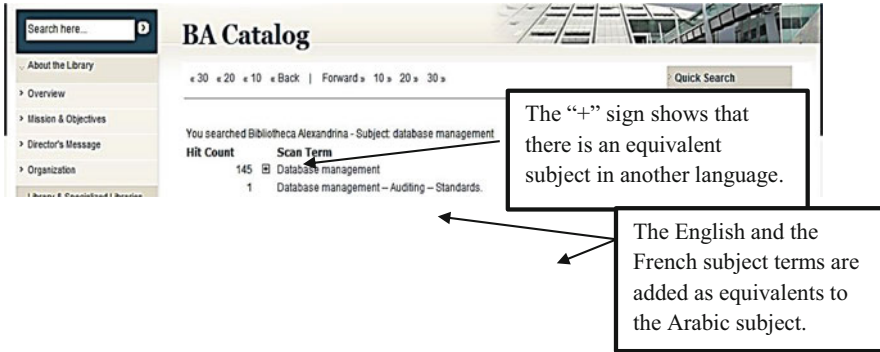 Search here...
BA Catalog
About the Library
Overview
Mission & Objectives
Director's Message
Organization
Library & Specialized Libraries
« 30 « 20 « 10 « Back | Forward » 10 » 20 » 30 »
Quick Search
You searched Bibliotheca Alexandrina - Subject: database management
Hit Count Scan Term
145 + Database management
1 Database management – Auditing – Standards.
The “+” sign shows that
there is an equivalent
subject in another language.
The English and the
French subject terms are
added as equivalents to
the Arabic subject.